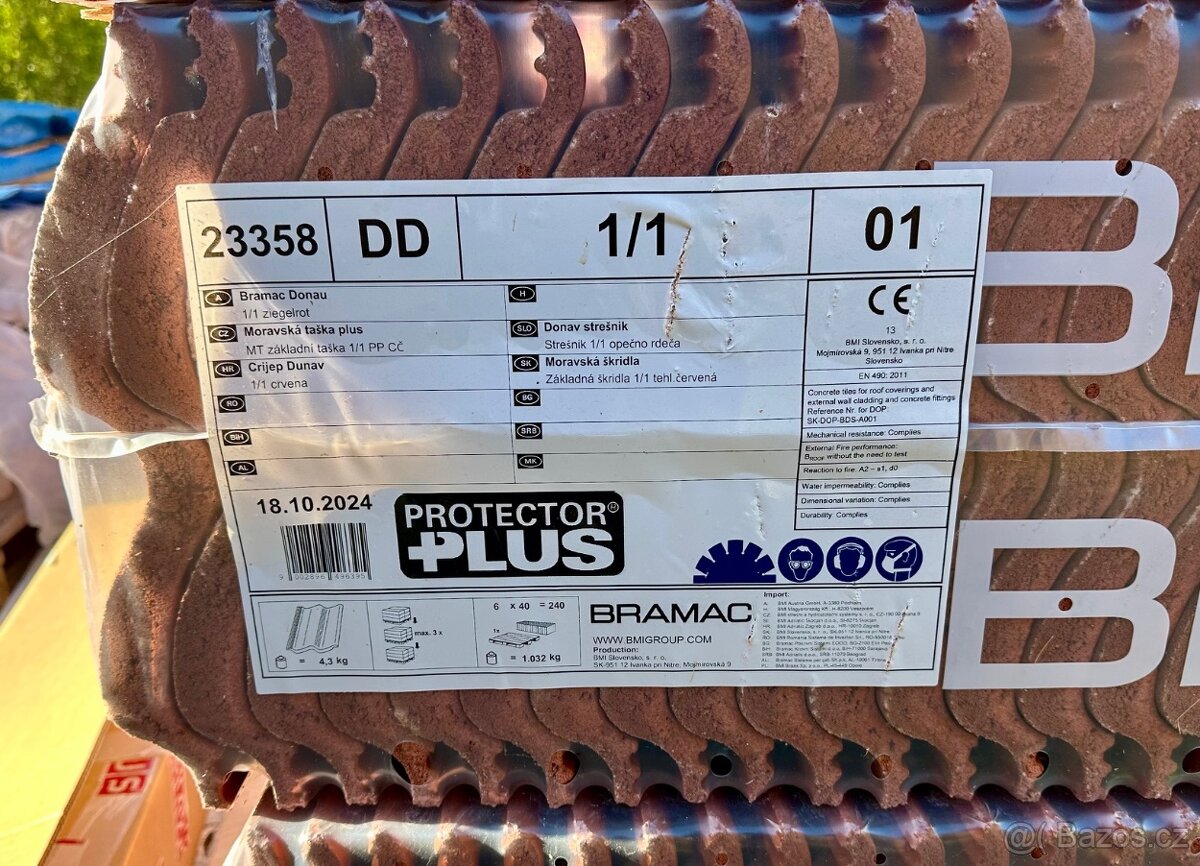 23358 DD 1/1 01
A Bramac Donau
1/1 ziegelrot
CZ Moravská taška plus
MT základní taška 1/1 PP CČ
HR Crijep Dunav
1/1 crvena
RO
BIH
AL
H
SLO Donav strešnik
Strešnik 1/1 opečno rdeča
SK Moravská škridla
Základná škridla 1/1 tehl.červená
BG
SRB
MK
CE
13
BMI Slovensko, s. r. o.
Mojmírovská 9, 951 12 Ivanka pri Nitre
Slovensko
EN 490: 2011
Concrete tiles for roof coverings and
external wall cladding and concrete fittings
Reference Nr. for DOP:
SK-DOP-BDS-A001
Mechanical resistance: Complies
External Fire performance:
BROOF without the need to test
Reaction to fire: A2 – s1, d0
Water impermeability: Complies
Dimensional variation: Complies
Durability: Complies
18.10.2024
9 002896 496395
PROTECTOR®
PLUS
= 4,3 kg
max. 3 x
6 x 40 = 240
1x
= 1.032 kg
BRAMAC
WWW.BMIGROUP.COM
Production:
BMI Slovensko, s. r. o.
SK-951 12 Ivanka pri Nitre, Mojmírovská 9
Import:
B
B
Bazos.cz